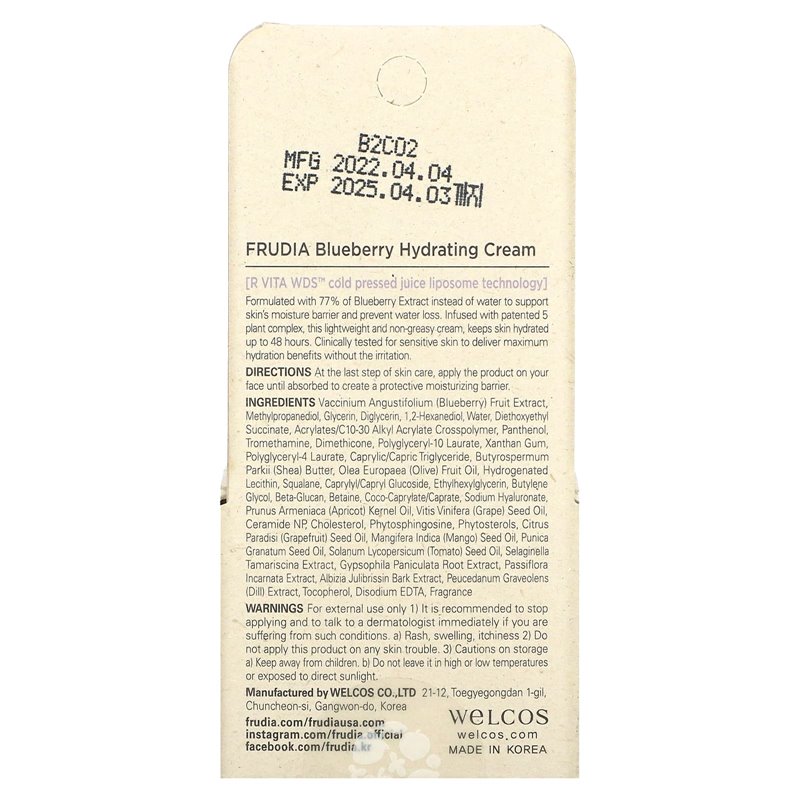 B2C02
MFG 2022.04.04
EXP 2025.04.03까지
FRUDIA Blueberry Hydrating Cream
[R VITA WDS™ cold pressed juice liposome technology]
Formulated with 77% of Blueberry Extract instead of water to support
skin's moisture barrier and prevent water loss. Infused with patented 5
plant complex, this lightweight and non-greasy cream, keeps skin hydrated
up to 48 hours. Clinically tested for sensitive skin to deliver maximum
hydration benefits without the irritation.
DIRECTIONS At the last step of skin care, apply the product on your
face until absorbed to create a protective moisturizing barrier.
INGREDIENTS Vaccinium Angustifolium (Blueberry) Fruit Extract,
Methylpropanediol, Glycerin, Diglycerin, 1,2-Hexanediol, Water, Diethoxyethyl
Succinate, Acrylates/C10-30 Alkyl Acrylate Crosspolymer, Panthenol,
Tromethamine, Dimethicone, Polyglyceryl-10 Laurate, Xanthan Gum,
Polyglyceryl-4 Laurate, Caprylic/Capric Triglyceride, Butyrospermum
Parkii (Shea) Butter, Olea Europaea (Olive) Fruit Oil, Hydrogenated
Lecithin, Squalane, Caprylyl/Capryl Glucoside, Ethylhexylglycerin, Butylene
Glycol, Beta-Glucan, Betaine, Coco-Caprylate/Caprate, Sodium Hyaluronate,
Prunus Armeniaca (Apricot) Kernel Oil, Vitis Vinifera (Grape) Seed Oil,
Ceramide NP, Cholesterol, Phytosphingosine, Phytosterols, Citrus
Paradisi (Grapefruit) Seed Oil, Mangifera Indica (Mango) Seed Oil, Punica
Granatum Seed Oil, Solanum Lycopersicum (Tomato) Seed Oil, Selaginella
Tamariscina Extract, Gypsophila Paniculata Root Extract, Passiflora
Incarnata Extract, Albizia Julibrissin Bark Extract, Peucedanum Graveolens
(Dill) Extract, Tocopherol, Disodium EDTA, Fragrance
WARNINGS For external use only 1) It is recommended to stop
applying and to talk to a dermatologist immediately if you are
suffering from such conditions. a) Rash, swelling, itchiness 2) Do
not apply this product on any skin trouble. 3) Cautions on storage
a) Keep away from children. b) Do not leave it in high or low temperatures
or exposed to direct sunlight.
Manufactured by WELCOS CO.,LTD 21-12, Toegyegongdan 1-gil,
Chuncheon-si, Gangwon-do, Korea
frudia.com/frudiausa.com
instagram.com/frudia.official
facebook.com/frudia.kr
WELCOS
welcos.com
MADE IN KOREA